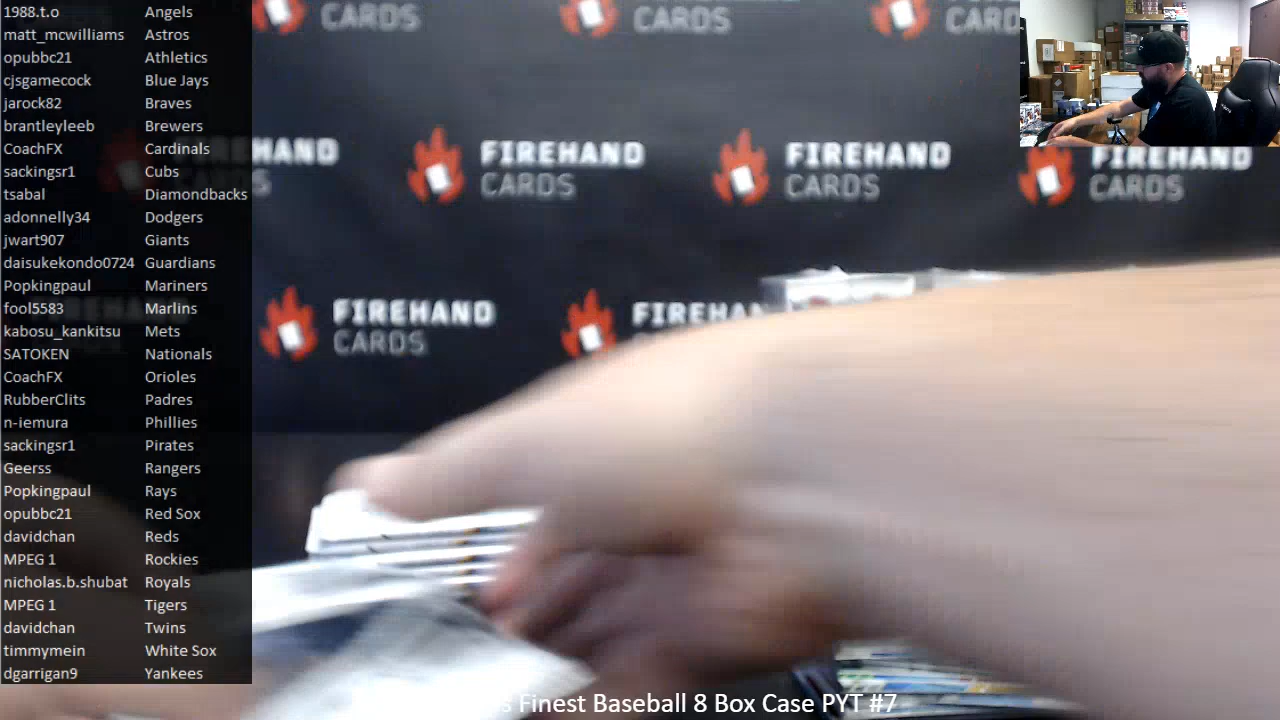 1988.t.o Angels
matt_mcwilliams Astros
opubbc21 Athletics
cjsgamecock Blue Jays
jarock82 Braves
brantleyleeb Brewers
CoachFX Cardinals
sackingsr1 Cubs
tsabal Diamondbacks
adonnelly34 Dodgers
jwart907 Giants
daisukekondo0724 Guardians
Popkingpaul Mariners
fool5583 Marlins
kabosu_kankitsu Mets
SATOKEN Nationals
CoachFX Orioles
RubberClits Padres
n-iemura Phillies
sackingsr1 Pirates
Geerss Rangers
Popkingpaul Rays
opubbc21 Red Sox
davidchan Reds
MPEG 1 Rockies
nicholas.b.shubat Royals
MPEG 1 Tigers
davidchan Twins
timmymein White Sox
dgarrigan9 Yankees
CARDS
CARDS
FIREHAND
CARDS
FIREHAND
CARDS
FIREHAND
CARDS
FIREHAND
CARDS
Finest Baseball 8 Box Case PYT #7